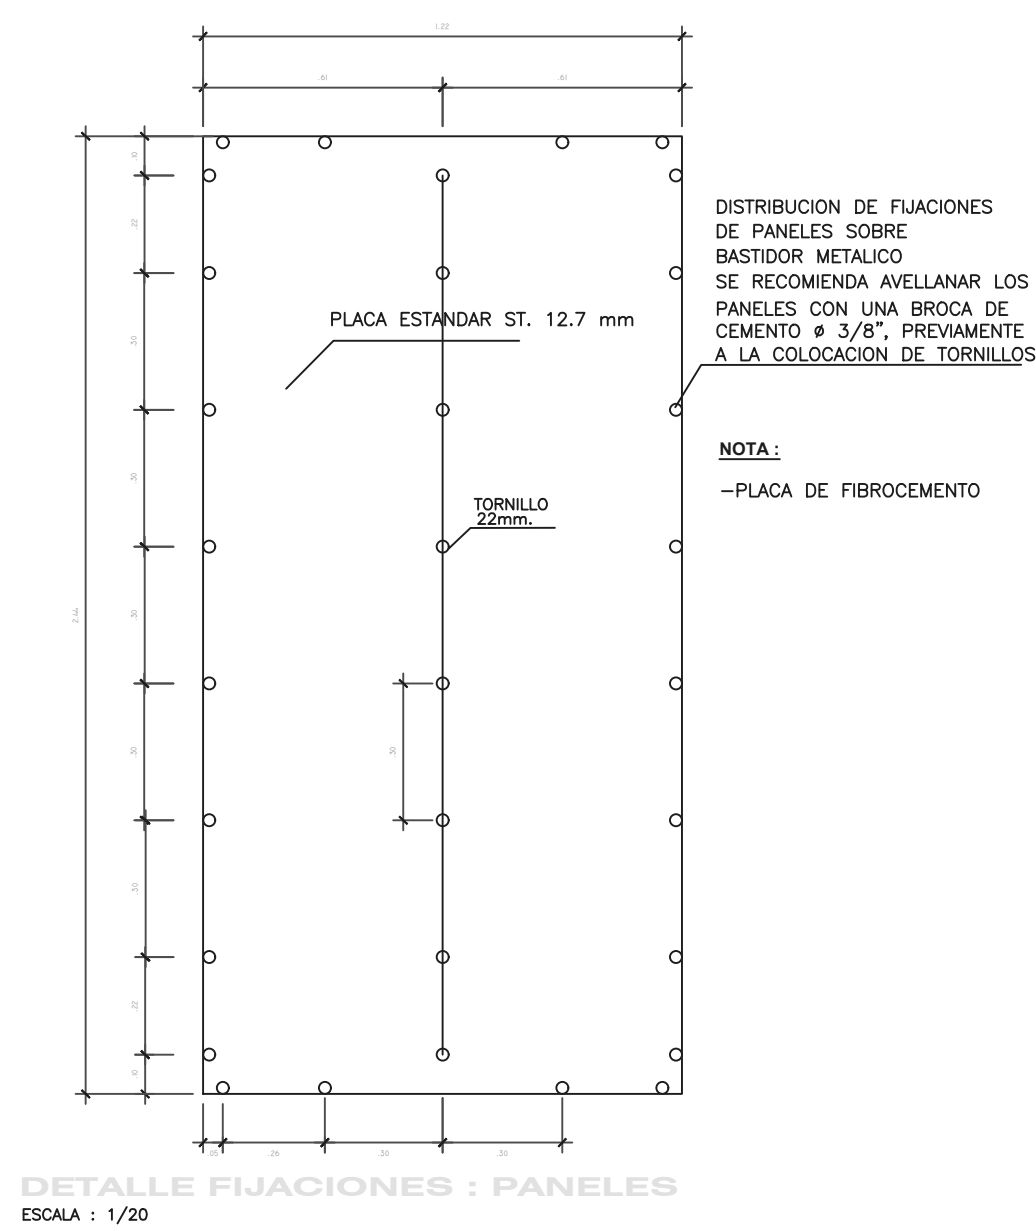 1.22
.61
.61
.10
.22
.30
.30
2.44
.30
.30
.30
.30
.22
.10
PLACA ESTANDAR ST. 12.7 mm
TORNILLO
22mm.
DISTRIBUCION DE FIJACIONES
DE PANELES SOBRE
BASTIDOR METALICO
SE RECOMIENDA AVELLANAR LOS
PANELES CON UNA BROCA DE
CEMENTO ø 3/8”, PREVIAMENTE
A LA COLOCACION DE TORNILLOS
NOTA :
–PLACA DE FIBROCEMENTO
.05
.26
.30
.30
DETALLE FIJACIONES : PANELES
ESCALA : 1/20